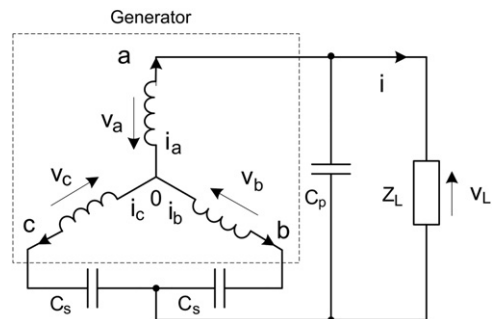 Generator
a
i
v_a
i_a
v_c
v_b
C_p
Z_L
v_L
c
i_c
0
i_b
b
C_s
C_s